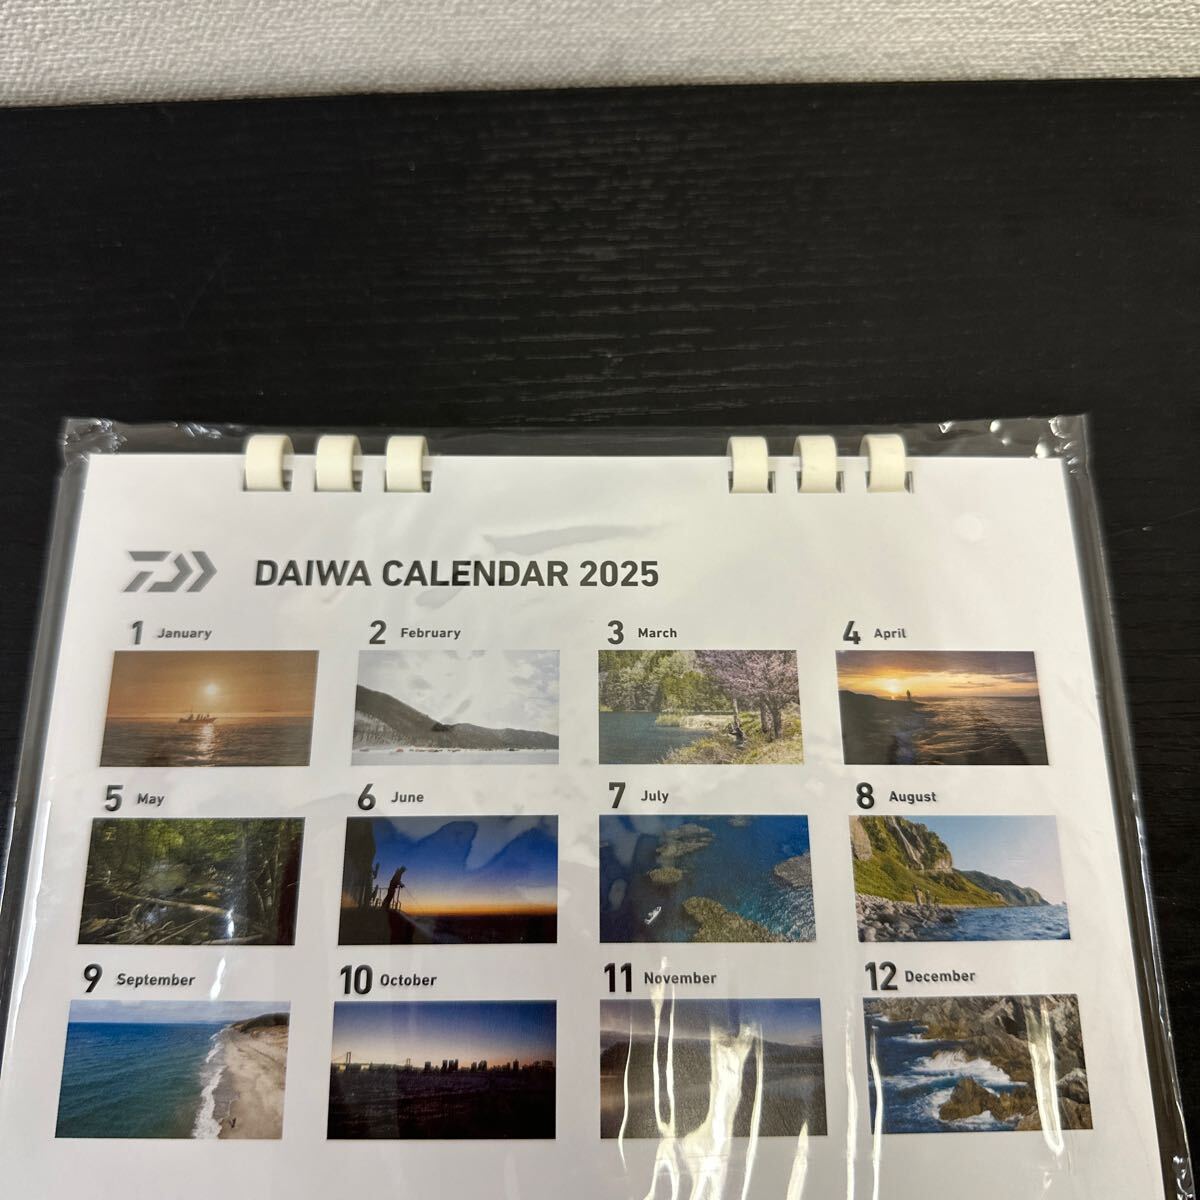 DAIWA CALENDAR 2025
1 January 2 February 3 March 4 April
5 May 6 June 7 July 8 August
9 September 10 October 11 November 12 December